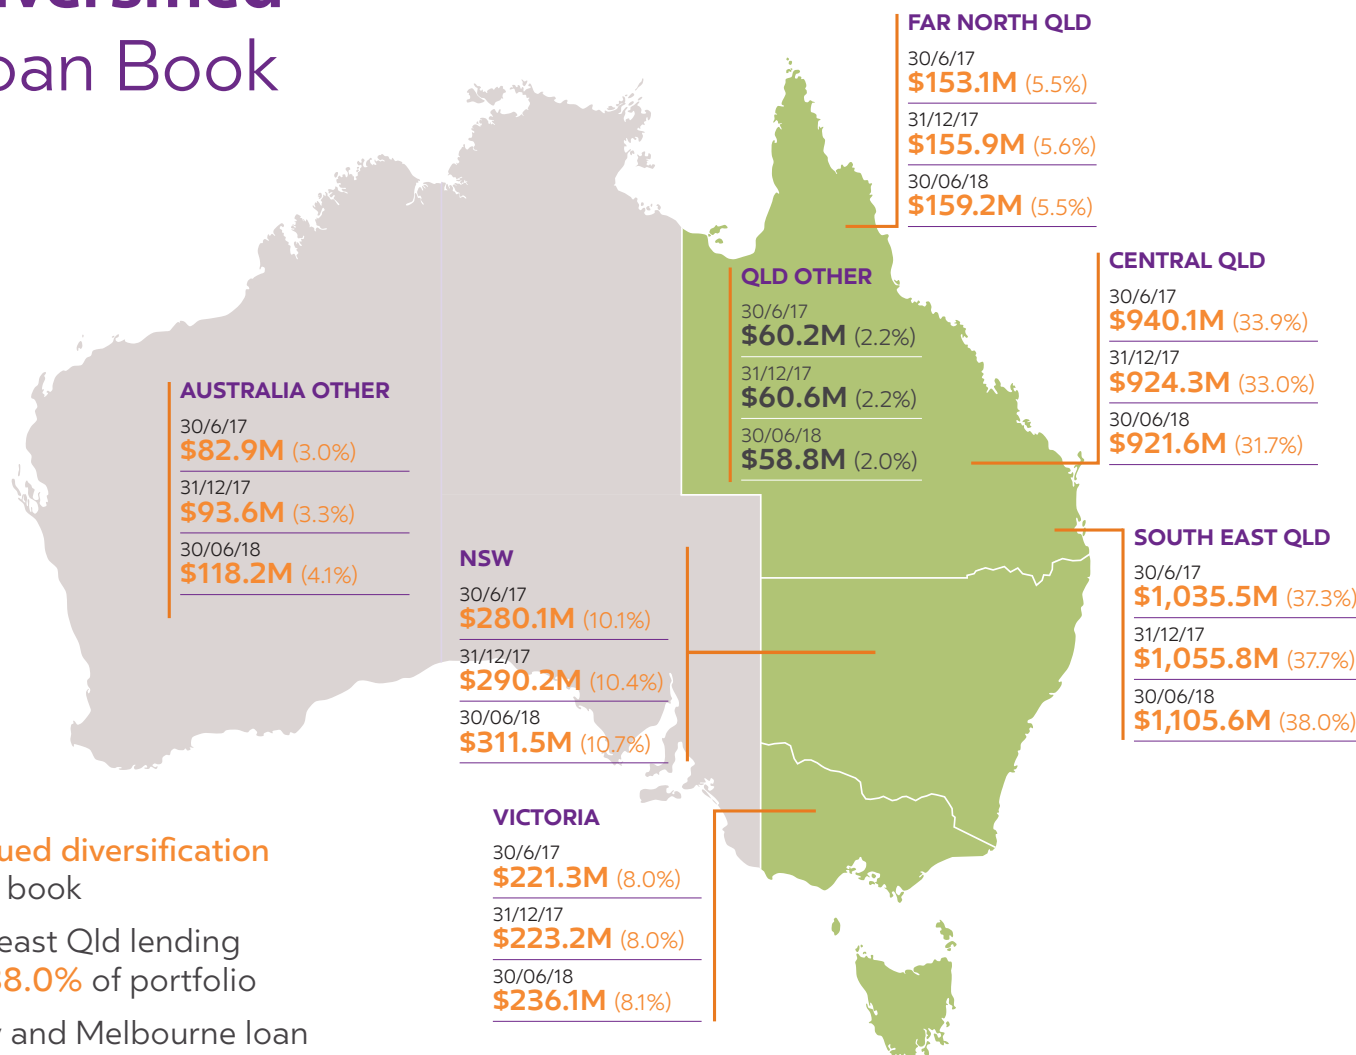 oan Book
FAR NORTH QLD
30/6/17
$153.1M (5.5%)
31/12/17
$155.9M (5.6%)
30/06/18
$159.2M (5.5%)
CENTRAL QLD
30/6/17
$940.1M (33.9%)
31/12/17
$924.3M (33.0%)
30/06/18
$921.6M (31.7%)
QLD OTHER
30/6/17
$60.2M (2.2%)
31/12/17
$60.6M (2.2%)
30/06/18
$58.8M (2.0%)
AUSTRALIA OTHER
30/6/17
$82.9M (3.0%)
31/12/17
$93.6M (3.3%)
30/06/18
$118.2M (4.1%)
SOUTH EAST QLD
30/6/17
$1,035.5M (37.3%)
31/12/17
$1,055.8M (37.7%)
30/06/18
$1,105.6M (38.0%)
NSW
30/6/17
$280.1M (10.1%)
31/12/17
$290.2M (10.4%)
30/06/18
$311.5M (10.7%)
VICTORIA
30/6/17
$221.3M (8.0%)
31/12/17
$223.2M (8.0%)
30/06/18
$236.1M (8.1%)
ued diversification
book
east Qld lending
38.0% of portfolio
and Melbourne loan